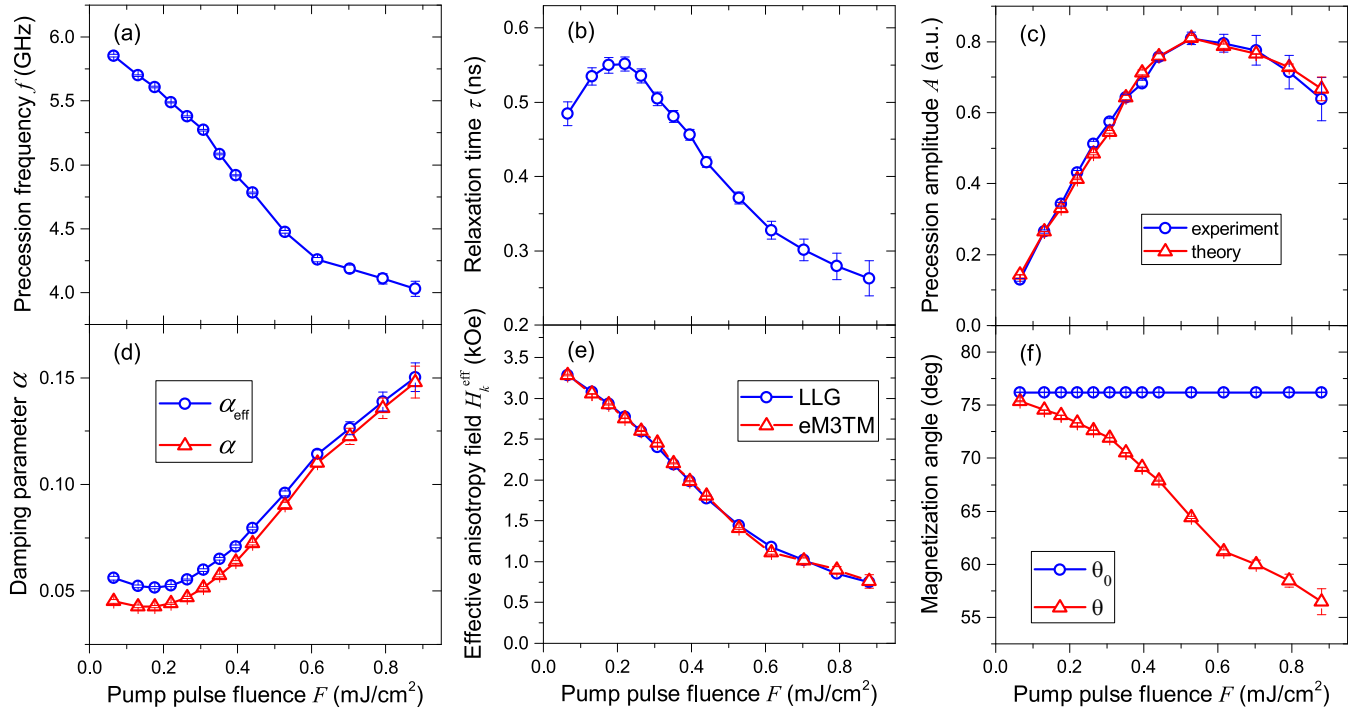 (a)
6.0
5.5
5.0
4.5
4.0
Precession frequency f (GHz)
(b)
0.6
0.5
0.4
0.3
0.2
Relaxation time τ (ns)
(c)
0.8
0.6
0.4
0.2
0.0
Precession amplitude A (a.u.)
experiment
theory
(d)
0.15
0.10
0.05
Damping parameter α
α_eff
α
0.0 0.2 0.4 0.6 0.8
Pump pulse fluence F (mJ/cm²)
(e)
3.5
3.0
2.5
2.0
1.5
1.0
0.5
0.0
Effective anisotropy field H_k^eff (kOe)
LLG
eM3TM
0.0 0.2 0.4 0.6 0.8
Pump pulse fluence F (mJ/cm²)
(f)
80
75
70
65
60
55
Magnetization angle (deg)
θ₀
θ
0.0 0.2 0.4 0.6 0.8
Pump pulse fluence F (mJ/cm²)